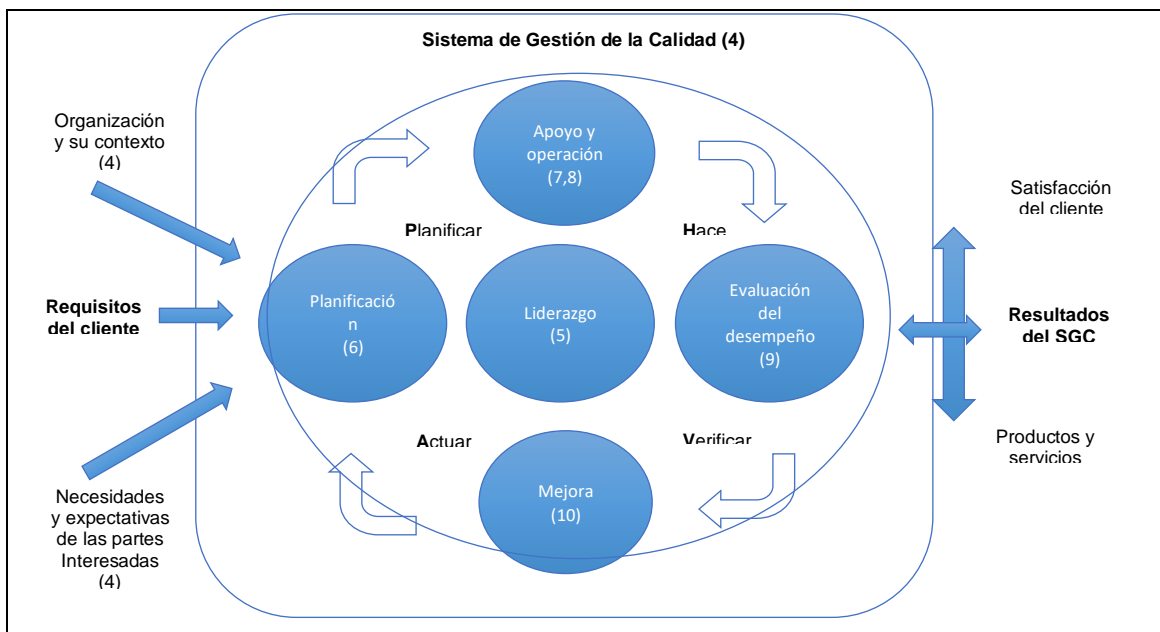 Sistema de Gestión de la Calidad (4)
Organización
y su contexto
(4)
Requisitos
del cliente
Necesidades
y expectativas
de las partes
Interesadas
(4)
Apoyo y
operación
(7,8)
Planificar
Hace
Planificació
n
(6)
Liderazgo
(5)
Evaluación
del
desempeño
(9)
Actuar
Verificar
Mejora
(10)
Satisfacción
del cliente
Resultados
del SGC
Productos y
servicios